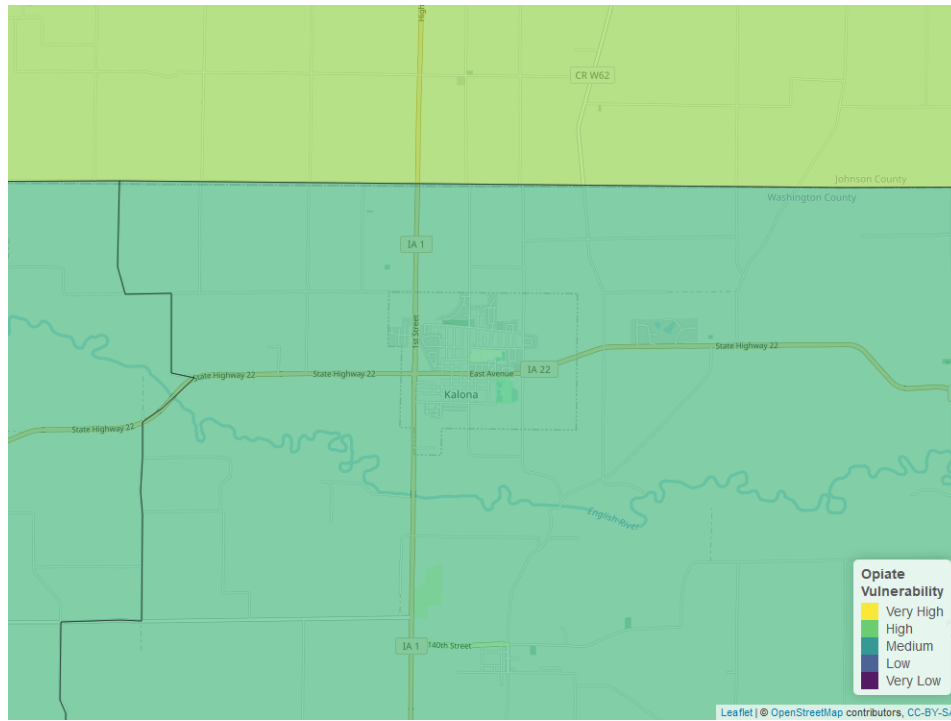 High
CR W62
Johnson County
Washington County
IA 1
1st Street
State Highway 22
State Highway 22
State Highway 22
East Avenue
IA 22
Kalona
State Highway 22
English River
IA 1
140th Street
Opiate
Vulnerability
Very High
High
Medium
Low
Very Low
Leaflet | © OpenStreetMap contributors, CC-BY-SA